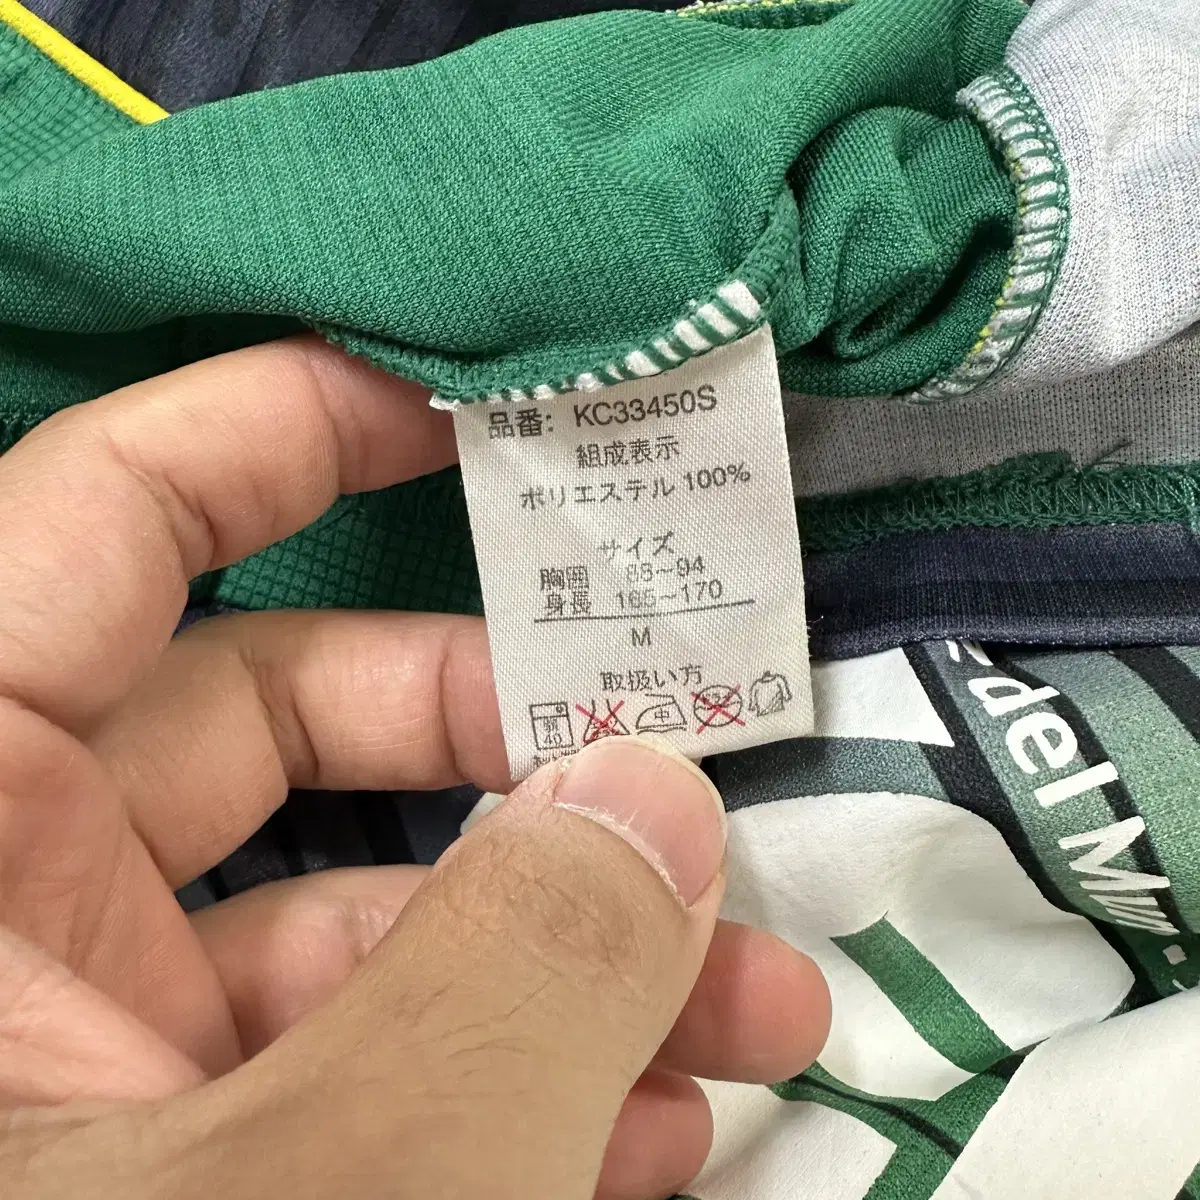 品番: KC33450S
組成表示
ポリエステル 100%
サイズ
胸囲 88~94
身長 165~170
M
取扱い方
40
中
del M